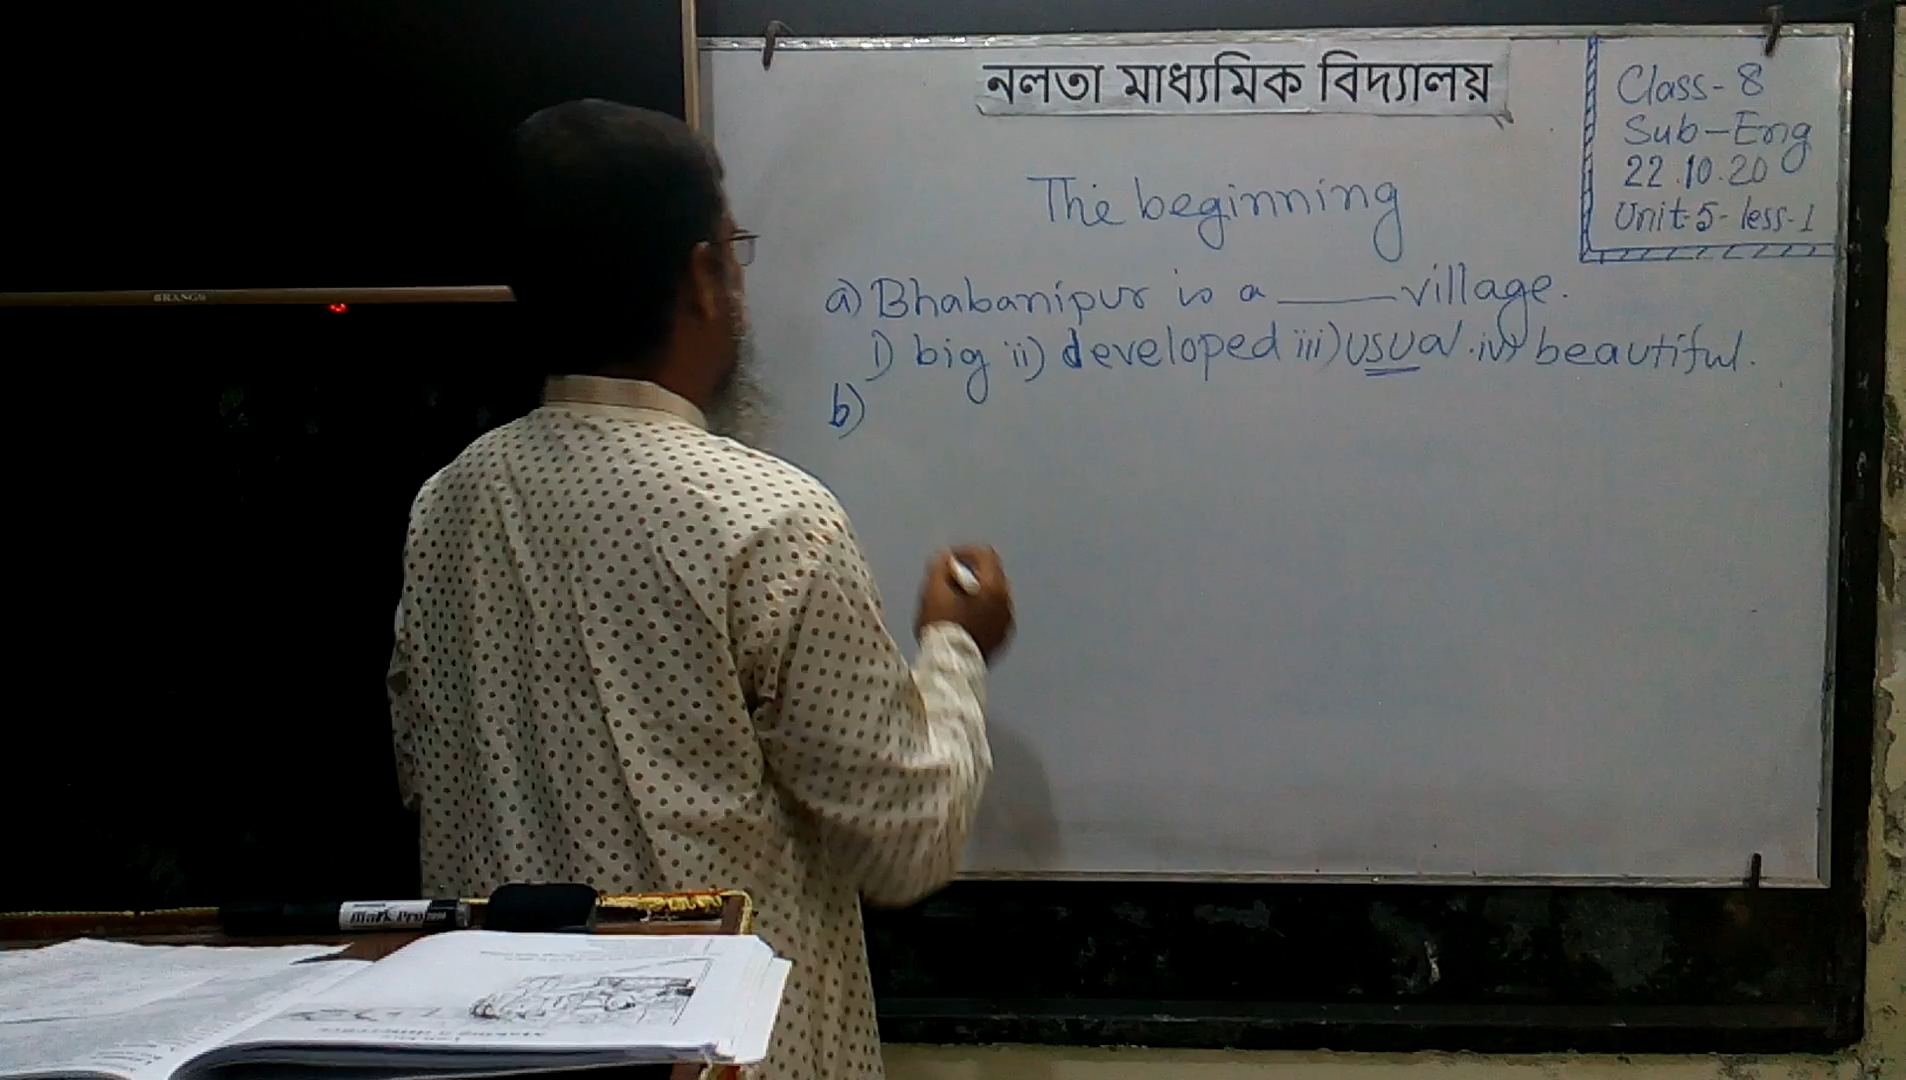 নলতা মাধ্যমিক বিদ্যালয়
Class-8
Sub-Eng
22.10.20
Unit-5-less-1
The beginning
a) Bhabanipur is a ____ village.
i) big ii) developed iii) usual iv) beautiful.
b)
ORANGE
Mark Pro